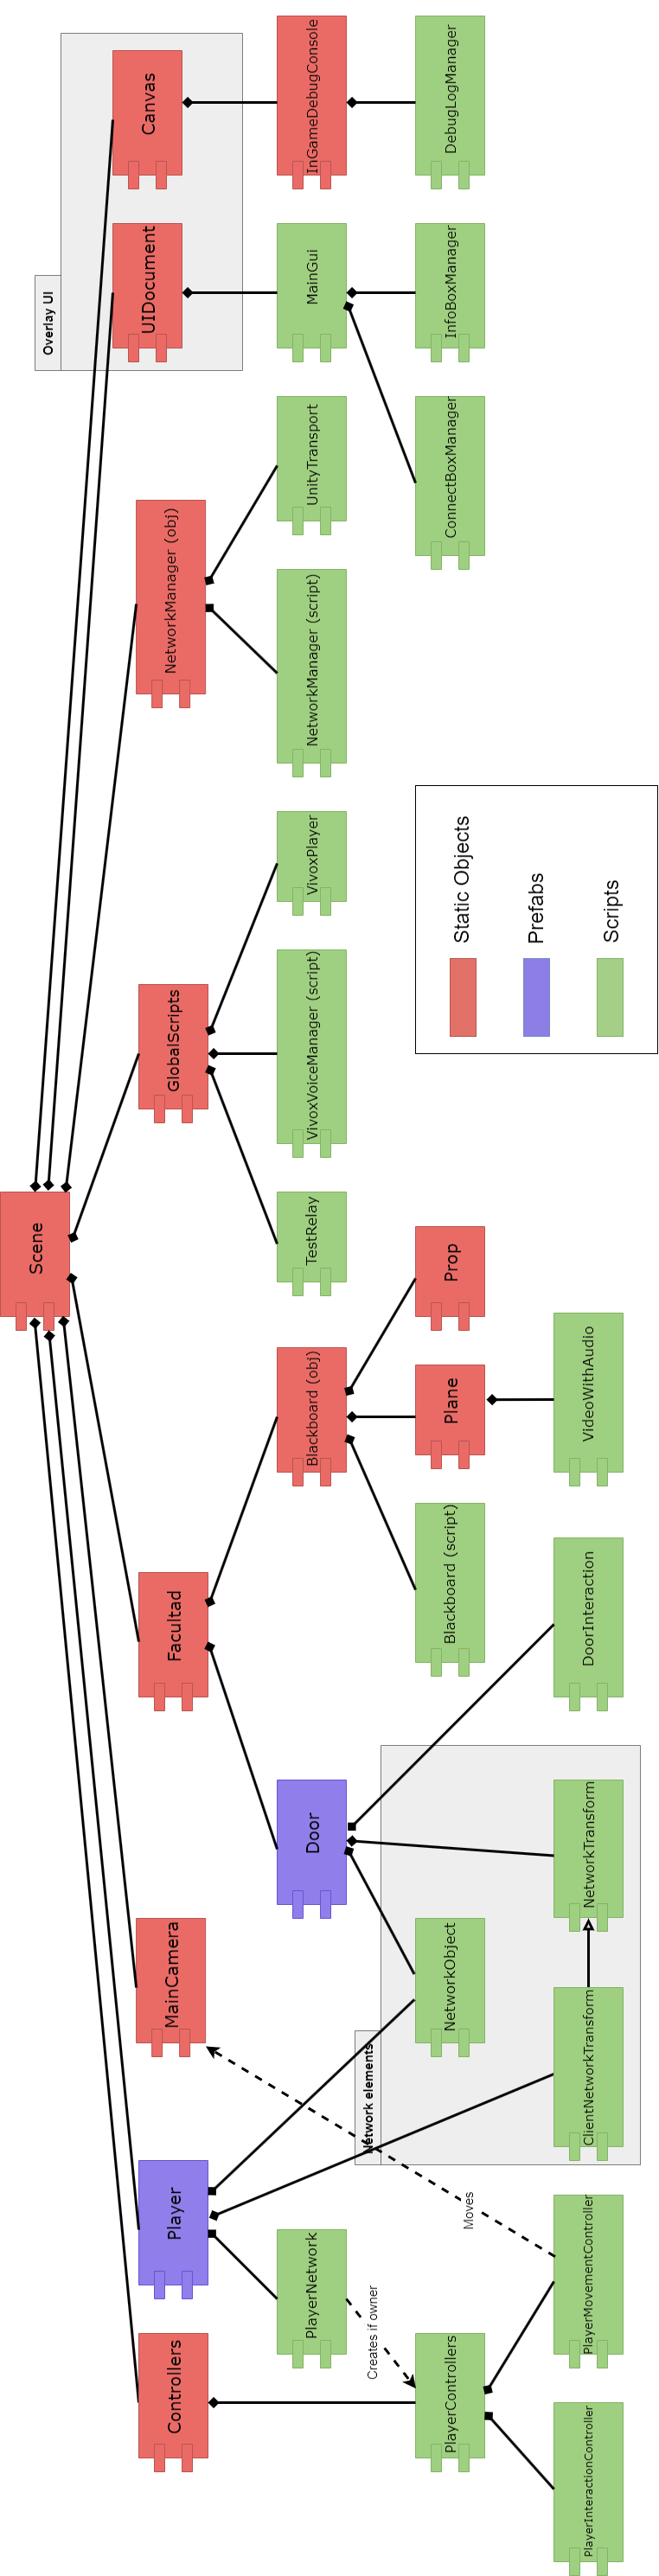 Scene
Controllers
Player
MainCamera
Facultad
GlobalScripts
NetworkManager (obj)
Overlay UI
UIDocument
Canvas
PlayerNetwork
Door
Blackboard (obj)
TestRelay
VivoxVoiceManager (script)
VivoxPlayer
NetworkManager (script)
UnityTransport
MainGui
InGameDebugConsole
Creates if owner
Network elements
PlayerControllers
Moves
NetworkObject
Blackboard (script)
Plane
Prop
ConnectBoxManager
InfoBoxManager
DebugLogManager
PlayerInteractionController
PlayerMovementController
ClientNetworkTransform
NetworkTransform
DoorInteraction
VideoWithAudio
Static Objects
Prefabs
Scripts